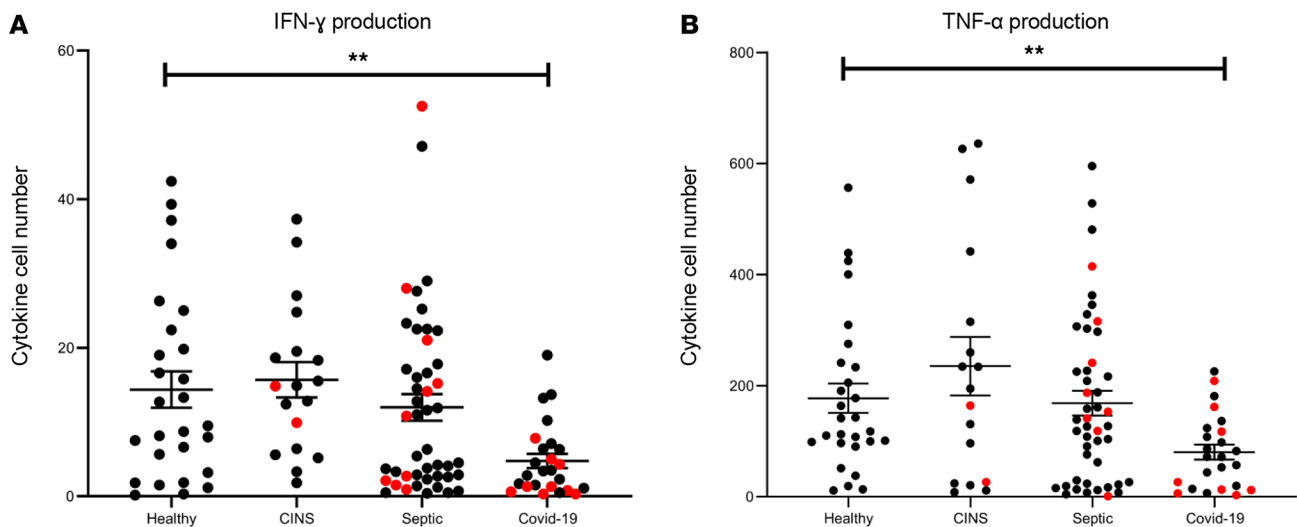 A
IFN-ɣ production
**
Cytokine cell number
60
40
20
0
Healthy
CINS
Septic
Covid-19
B
TNF-α production
**
Cytokine cell number
800
600
400
200
0
Healthy
CINS
Septic
Covid-19